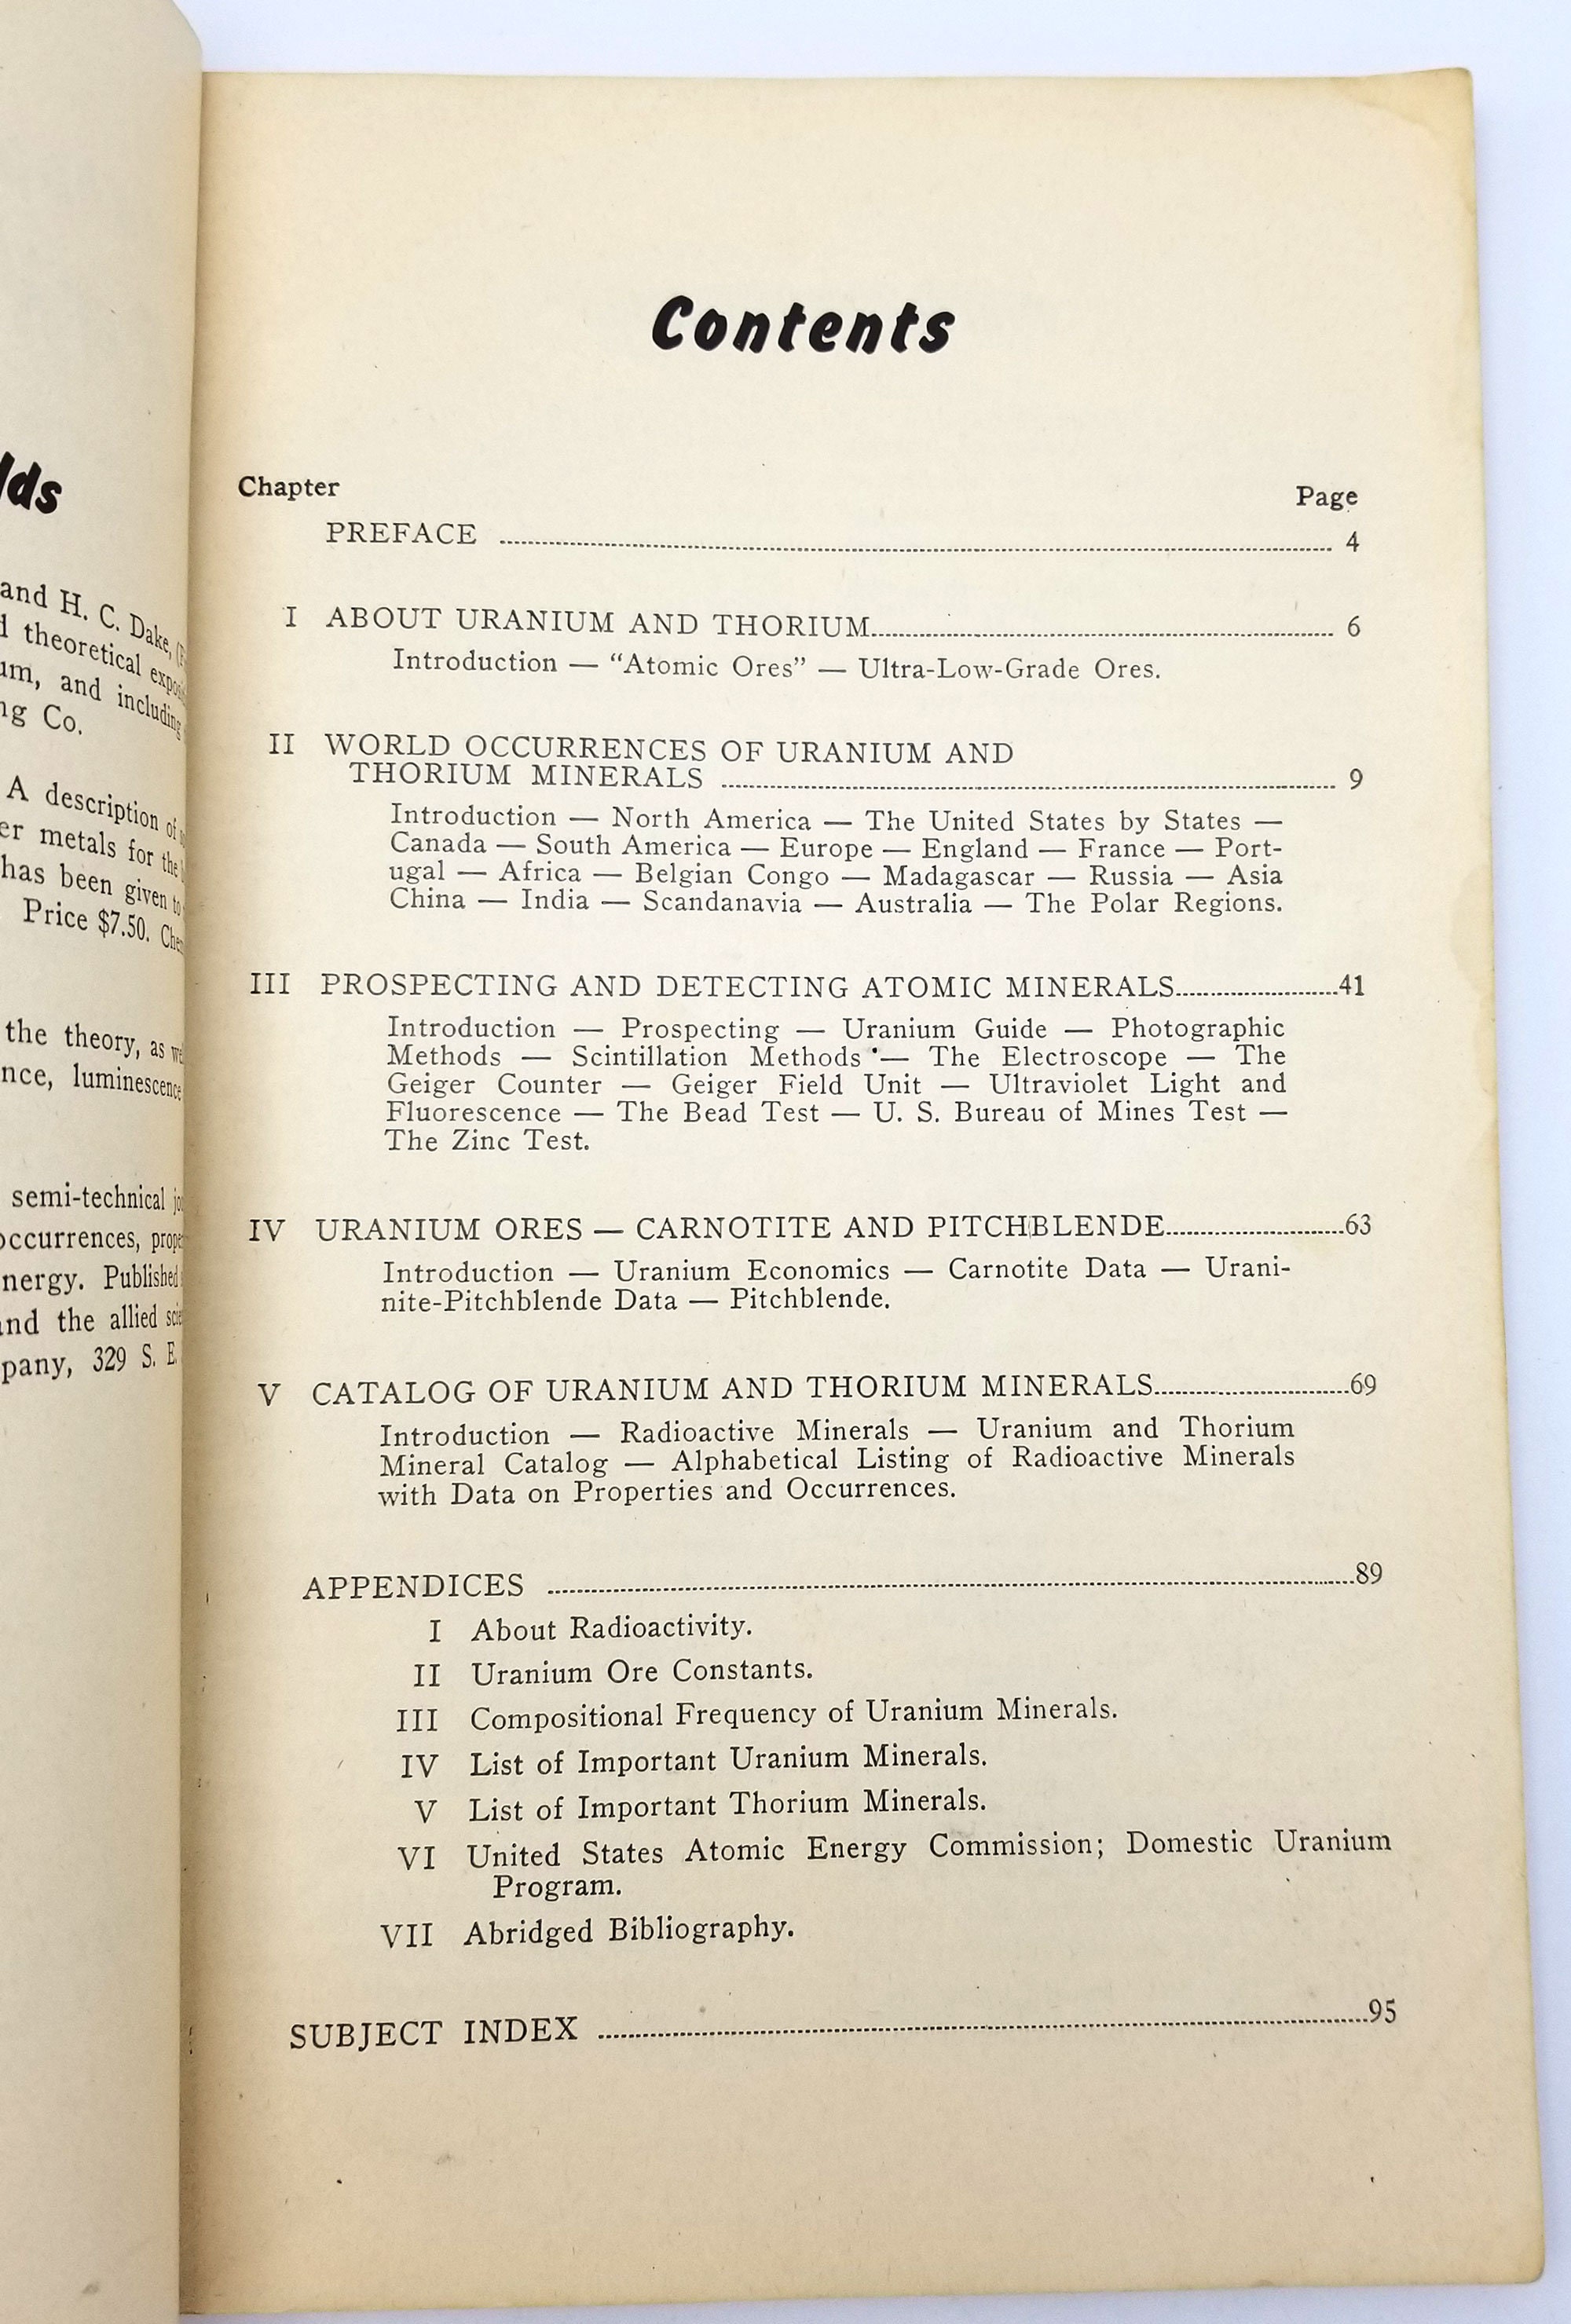 lds
and H. C. Dake,
theoretical
um, and including
ng Co.
A description of
er metals for the
has been given to
Price $7.50.
the theory, as
nce, luminescence
semi-technical
occurrences,
nergy. Published
and the allied
pany, 329 S. E.
Contents
Chapter Page
PREFACE 4
I ABOUT URANIUM AND THORIUM 6
Introduction — “Atomic Ores” — Ultra-Low-Grade Ores.
II WORLD OCCURRENCES OF URANIUM AND
THORIUM MINERALS 9
Introduction — North America — The United States by States —
Canada — South America — Europe — England — France — Port-
ugal — Africa — Belgian Congo — Madagascar — Russia — Asia
China — India — Scandanavia — Australia — The Polar Regions.
III PROSPECTING AND DETECTING ATOMIC MINERALS 41
Introduction — Prospecting — Uranium Guide — Photographic
Methods — Scintillation Methods — The Electroscope — The
Geiger Counter — Geiger Field Unit — Ultraviolet Light and
Fluorescence — The Bead Test — U. S. Bureau of Mines Test —
The Zinc Test.
IV URANIUM ORES — CARNOTITE AND PITCHBLENDE 63
Introduction — Uranium Economics — Carnotite Data — Urani-
nite-Pitchblende Data — Pitchblende.
V CATALOG OF URANIUM AND THORIUM MINERALS 69
Introduction — Radioactive Minerals — Uranium and Thorium
Mineral Catalog — Alphabetical Listing of Radioactive Minerals
with Data on Properties and Occurrences.
APPENDICES 89
I About Radioactivity.
II Uranium Ore Constants.
III Compositional Frequency of Uranium Minerals.
IV List of Important Uranium Minerals.
V List of Important Thorium Minerals.
VI United States Atomic Energy Commission; Domestic Uranium
Program.
VII Abridged Bibliography.
SUBJECT INDEX 95